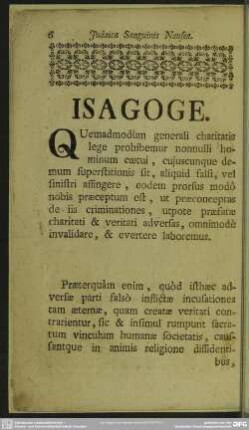 6 Judaicæ Sanguinis Nauseæ.
ISAGOGE.
QUemadmodùm generali charitatis
lege prohibemur nonnulli ho-
minum cœtui, cujuscunque de-
mum superstitionis sit, aliquid falsi, vel
sinistri affingere, eodem prorsus modô
nobis præceptum est, ut præconceptas
de iis criminationes, utpote præfatæ
charitati & veritati adversas, omnimodè
invalidare, & evertere laboremus.
Præterquàm enim, quòd isthæc ad-
versæ parti falsò inflictæ incusationes
tam æternæ, quam creatæ veritati con-
trarientur, sic & insimul rumpunt sacra-
tum vinculum humanæ societatis, caus-
santque in animis religione dissidenti-
bus,